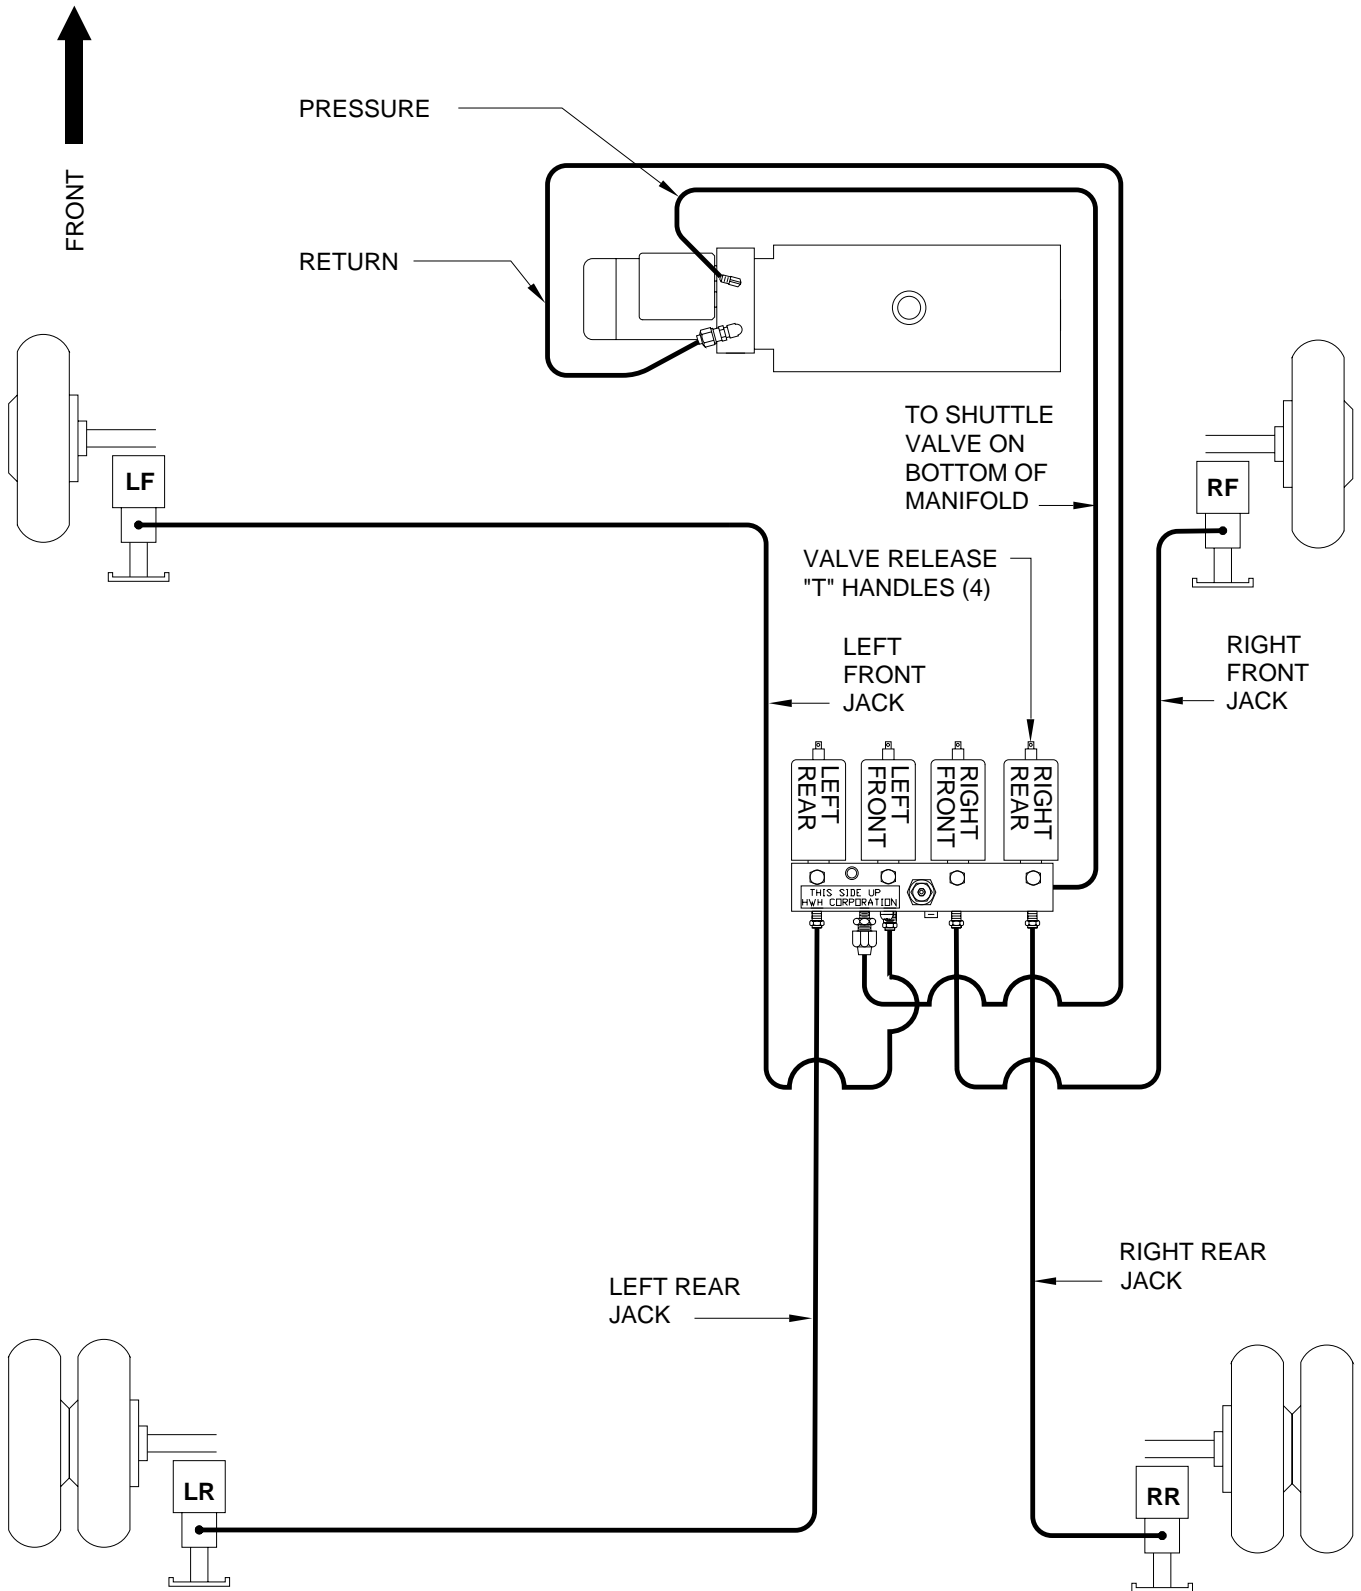 FRONT
PRESSURE
RETURN
TO SHUTTLE
VALVE ON
BOTTOM OF
MANIFOLD
LF
RF
VALVE RELEASE
"T" HANDLES (4)
LEFT
FRONT
JACK
RIGHT
FRONT
JACK
LEFT
REAR
LEFT
FRONT
RIGHT
FRONT
RIGHT
REAR
THIS SIDE UP
HWH CORPORATION
RIGHT REAR
JACK
LEFT REAR
JACK
LR
RR